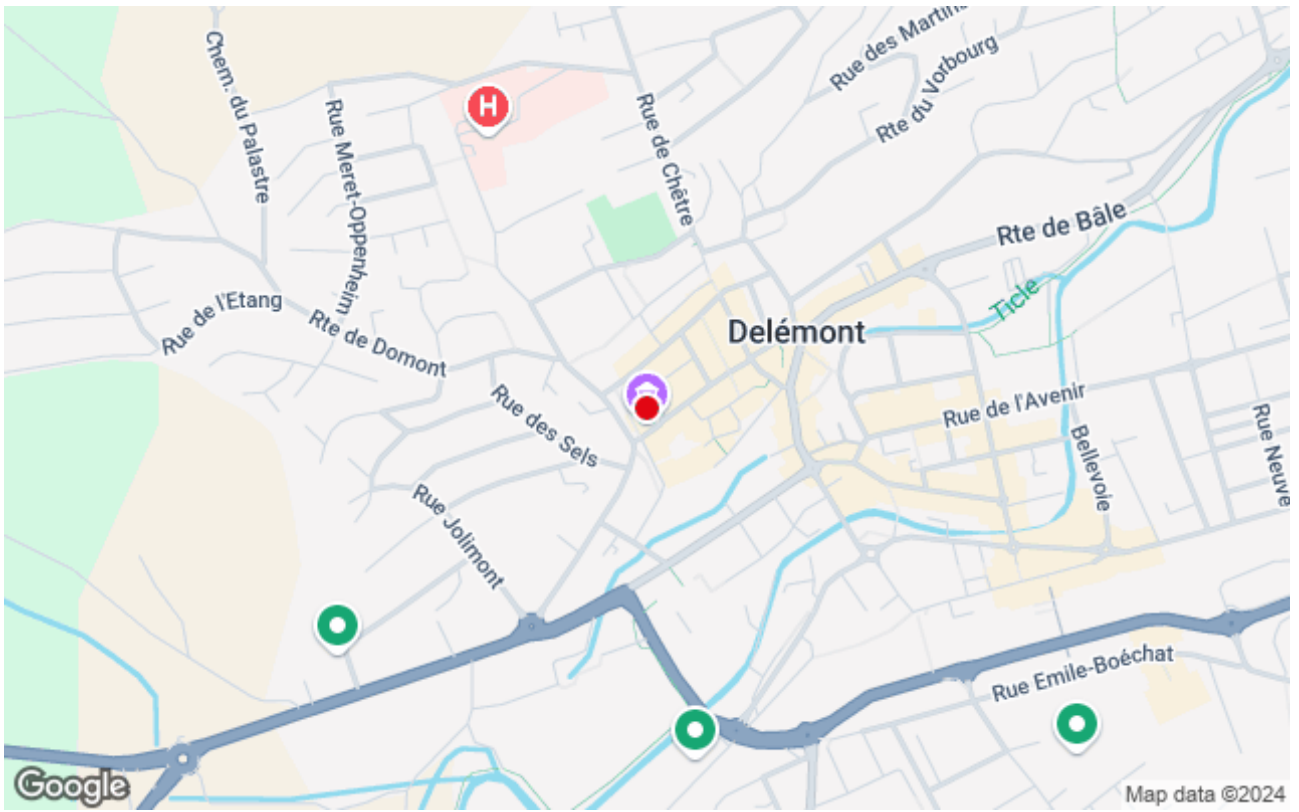 Rue des Martins
Chem. du Palastre
Rte du Vorbourg
H
Rue Meret-Oppenheim
Rue de Chêtre
Rte de Bâle
Ticle
Rue de l'Etang
Rte de Domont
Delémont
Rue de l'Avenir
Rue des Sels
Bellevoie
Rue Neuve
Rue Jolimont
Rue Emile-Boéchat
Google
Map data ©2024